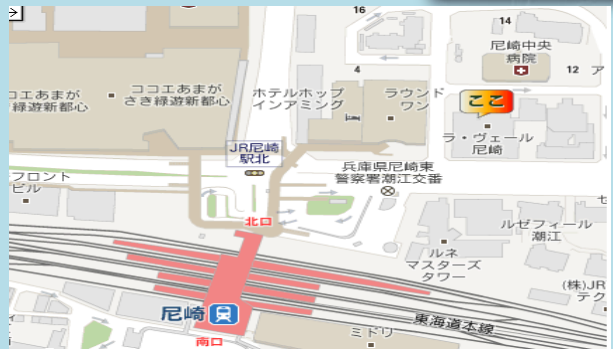 16
14
尼崎中央
病院
4
12
ア
ココエあまが
さき緑遊新都心
ココエあまが
さき緑遊新都心
ホテルホップ
インアミング
ラウンド
ワン
ここ
ラ・ヴェール
尼崎
JR尼崎
駅北
兵庫県尼崎東
警察署潮江交番
フロント
ビル
北口
セ
ルゼフィール
潮江
ルネ
マスターズ
タワー
(株)JR
テク
尼崎
東海道本線
ミドリ
南口